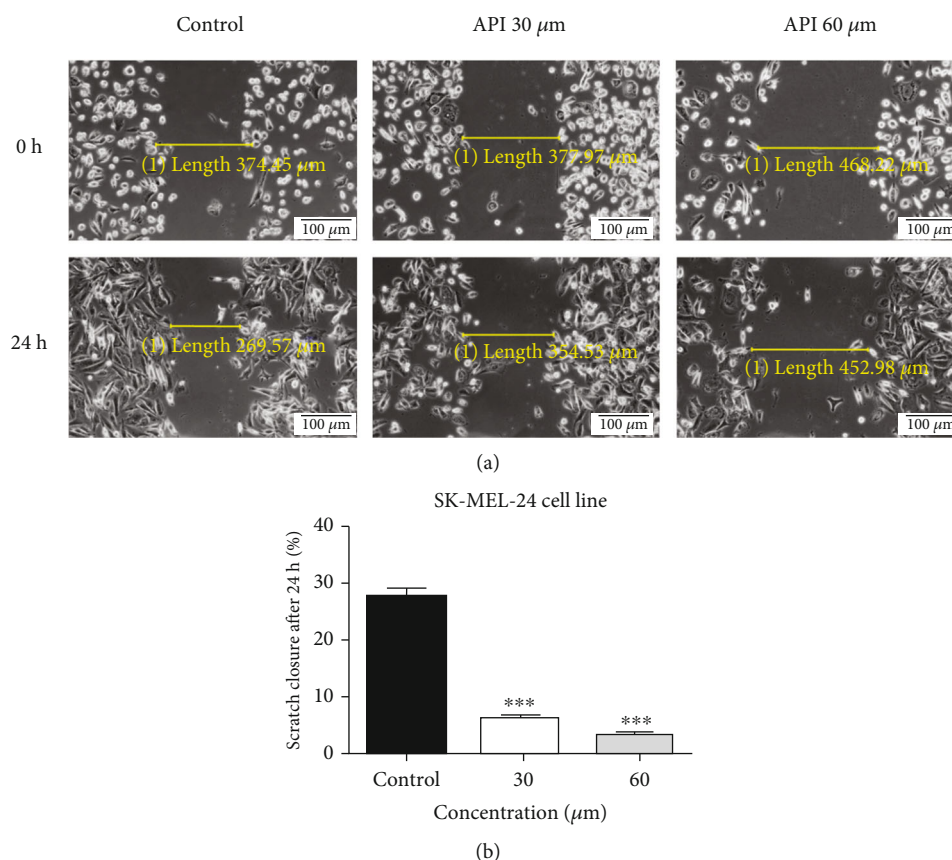 Control API 30 μm API 60 μm
0 h
(1) Length 374.45 μm (1) Length 377.97 μm (1) Length 468.22 μm
100 μm 100 μm 100 μm
24 h
(1) Length 269.57 μm (1) Length 354.53 μm (1) Length 452.98 μm
100 μm 100 μm 100 μm
(a)
SK-MEL-24 cell line
Scratch closure after 24 h (%)
40
30
20
10
0
***
***
Control 30 60
Concentration (μm)
(b)